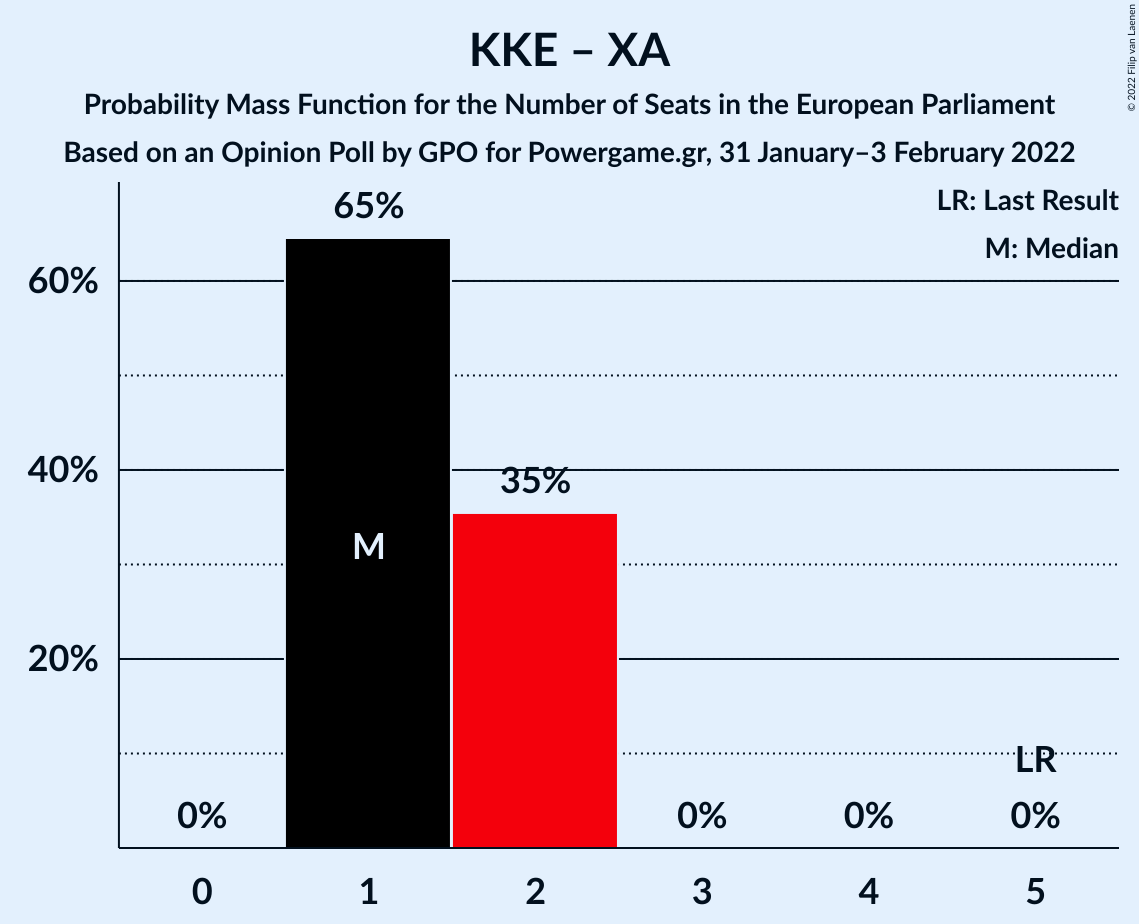 KKE – XA
Probability Mass Function for the Number of Seats in the European Parliament
Based on an Opinion Poll by GPO for Powergame.gr, 31 January–3 February 2022
© 2022 Filip van Laenen
LR: Last Result
M: Median
65%
60%
40%
35%
M
20%
LR
0%
0%
0%
0%
0
1
2
3
4
5